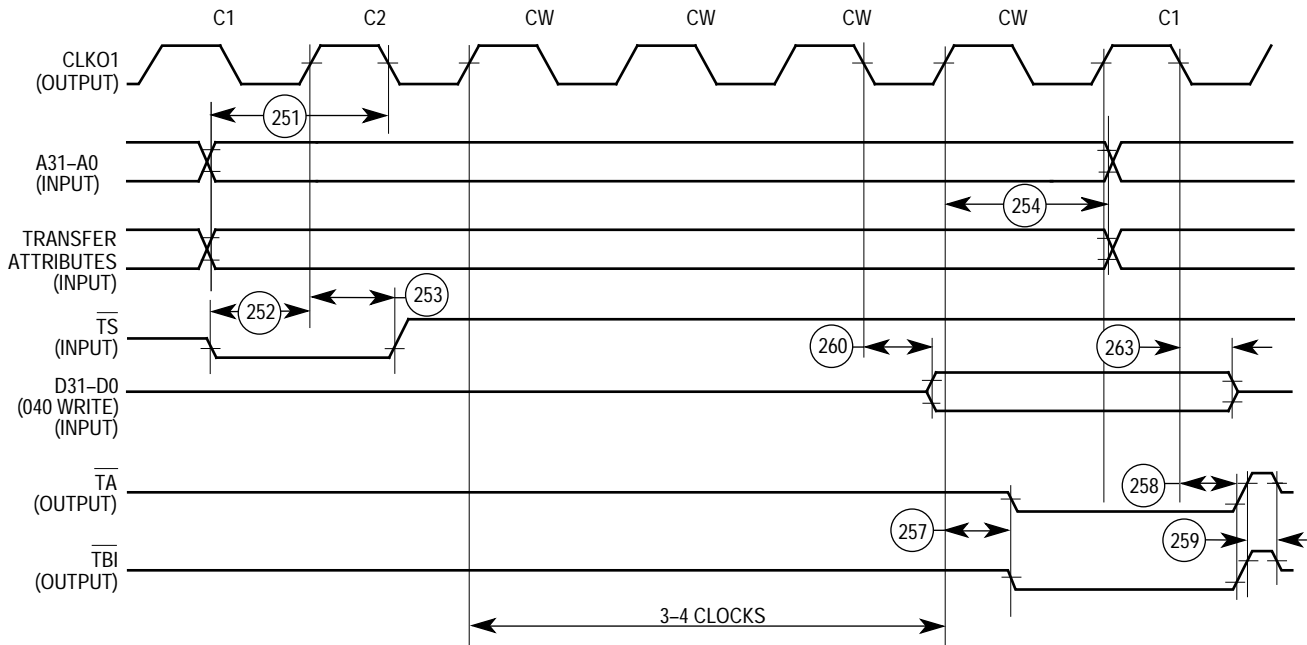 C1 C2 CW CW CW CW C1
CLKO1
(OUTPUT)
251
A31–A0
(INPUT)
254
TRANSFER
ATTRIBUTES
(INPUT)
252
253
TS
(INPUT)
260
263
D31–D0
(040 WRITE)
(INPUT)
TA
(OUTPUT)
258
257
259
TBI
(OUTPUT)
3–4 CLOCKS